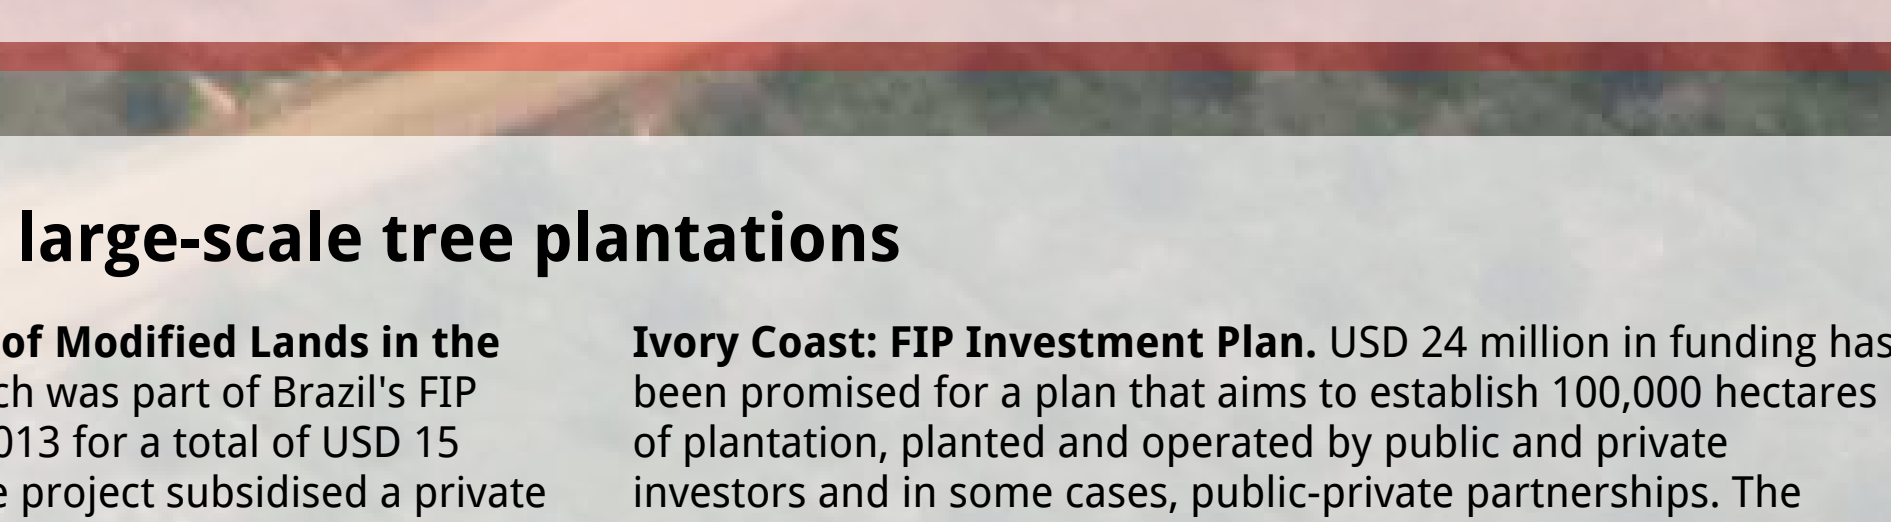 large-scale tree plantations
of Modified Lands in the
was part of Brazil's FIP
for a total of USD 15
project subsidised a private
Ivory Coast: FIP Investment Plan. USD 24 million in funding has
been promised for a plan that aims to establish 100,000 hectares
of plantation, planted and operated by public and private
investors and in some cases, public-private partnerships. The